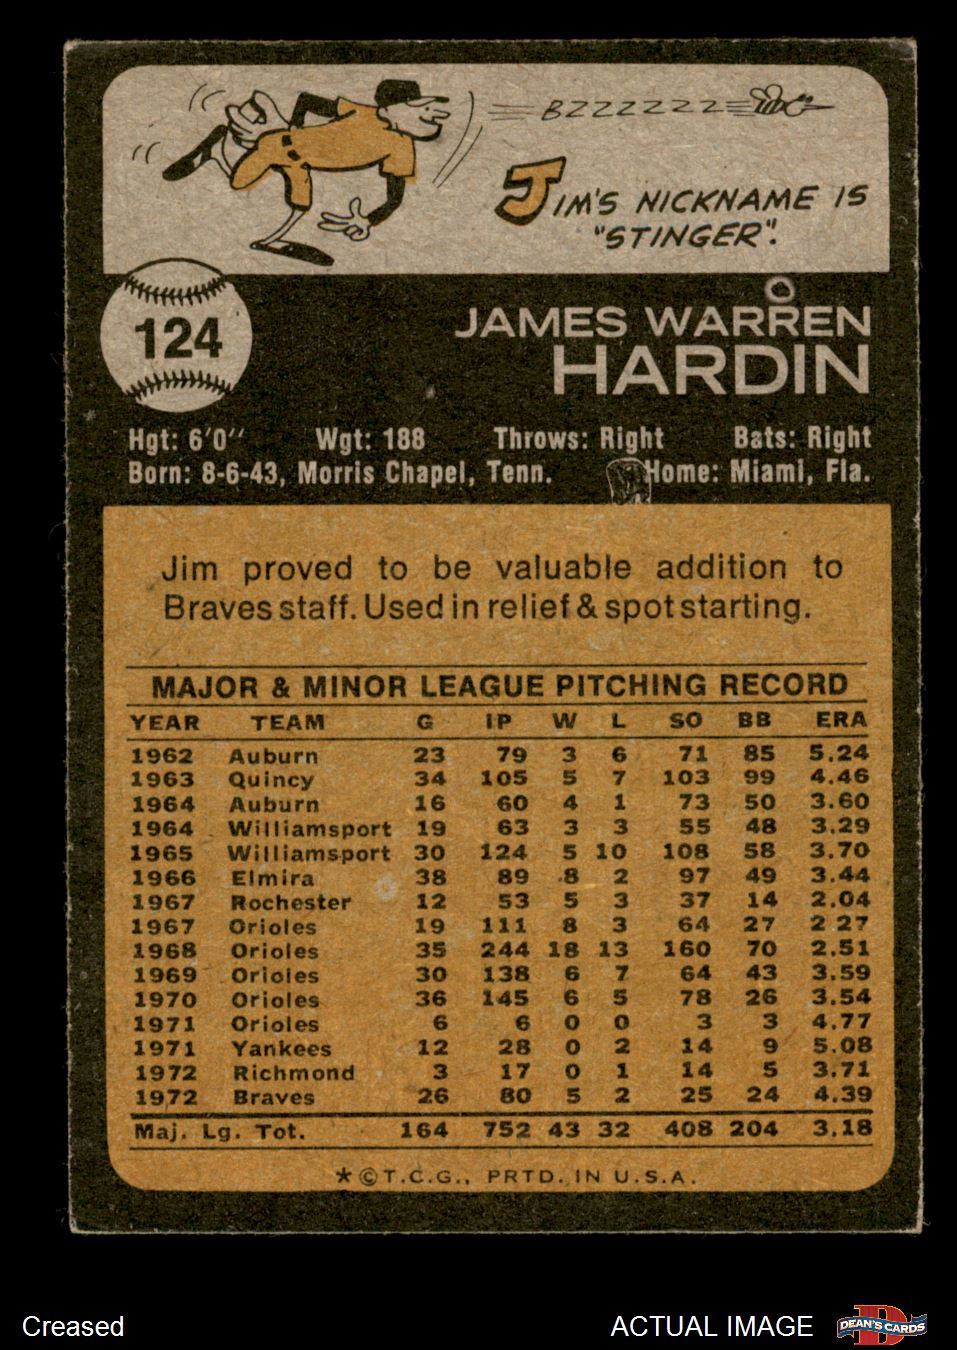 BZZZZZZZ
JIM'S NICKNAME IS
"STINGER".
124
JAMES WARREN
HARDIN
Hgt: 6'0" Wgt: 188 Throws: Right Bats: Right
Born: 8-6-43, Morris Chapel, Tenn. Home: Miami, Fla.
Jim proved to be valuable addition to
Braves staff. Used in relief & spot starting.
MAJOR & MINOR LEAGUE PITCHING RECORD
YEAR TEAM G IP W L SO BB ERA
1962 Auburn 23 79 3 6 71 85 5.24
1963 Quincy 34 105 5 7 103 99 4.46
1964 Auburn 16 60 4 1 73 50 3.60
1964 Williamsport 19 63 3 3 55 48 3.29
1965 Williamsport 30 124 5 10 108 58 3.70
1966 Elmira 38 89 8 2 97 49 3.44
1967 Rochester 12 53 5 3 37 14 2.04
1967 Orioles 19 111 8 3 64 27 2 27
1968 Orioles 35 244 18 13 160 70 2.51
1969 Orioles 30 138 6 7 64 43 3.59
1970 Orioles 36 145 6 5 78 26 3.54
1971 Orioles 6 6 0 0 3 3 4.77
1971 Yankees 12 28 0 2 14 9 5.08
1972 Richmond 3 17 0 1 14 5 3.71
1972 Braves 26 80 5 2 25 24 4.39
Maj. Lg. Tot. 164 752 43 32 408 204 3.18
*©T.C.G., PRTD. IN U.S.A.
Creased
ACTUAL IMAGE
D
DEAN'S CARDS